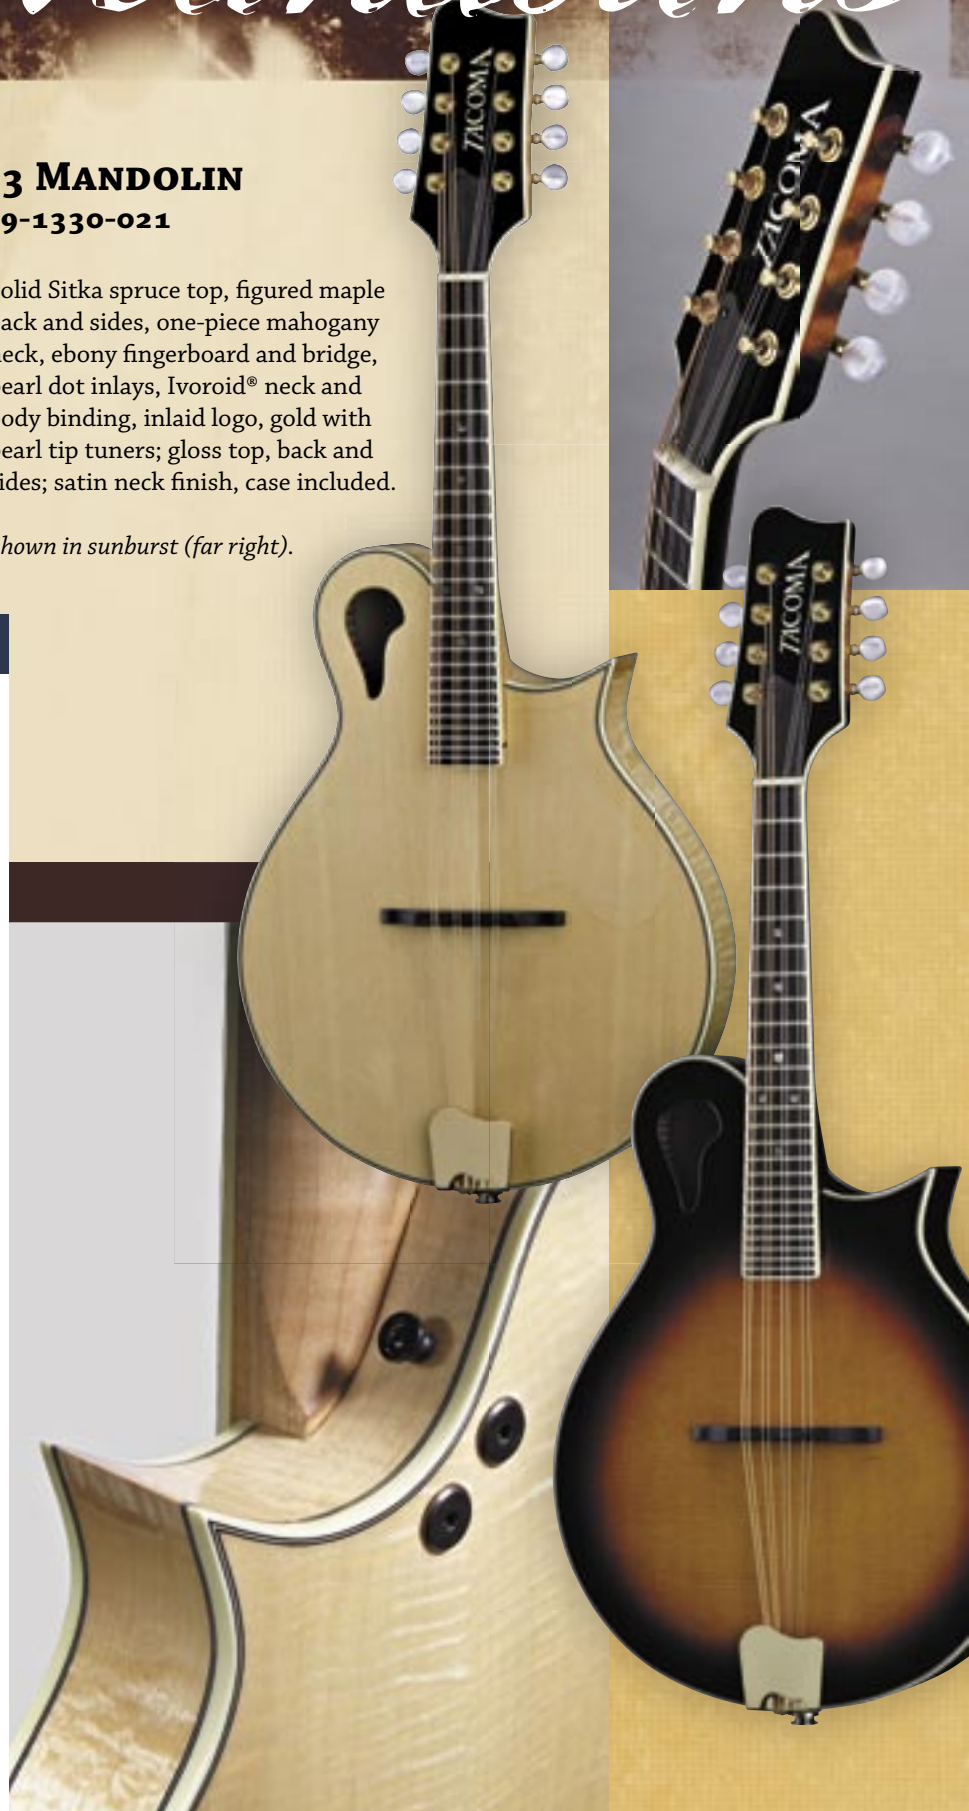 3 MANDOLIN
9-1330-021
olid Sitka spruce top, figured maple
ack and sides, one-piece mahogany
eck, ebony fingerboard and bridge,
earl dot inlays, Ivoroid® neck and
ody binding, inlaid logo, gold with
earl tip tuners; gloss top, back and
ides; satin neck finish, case included.
hown in sunburst (far right).
TACOMA
TACOMA
TACOMA